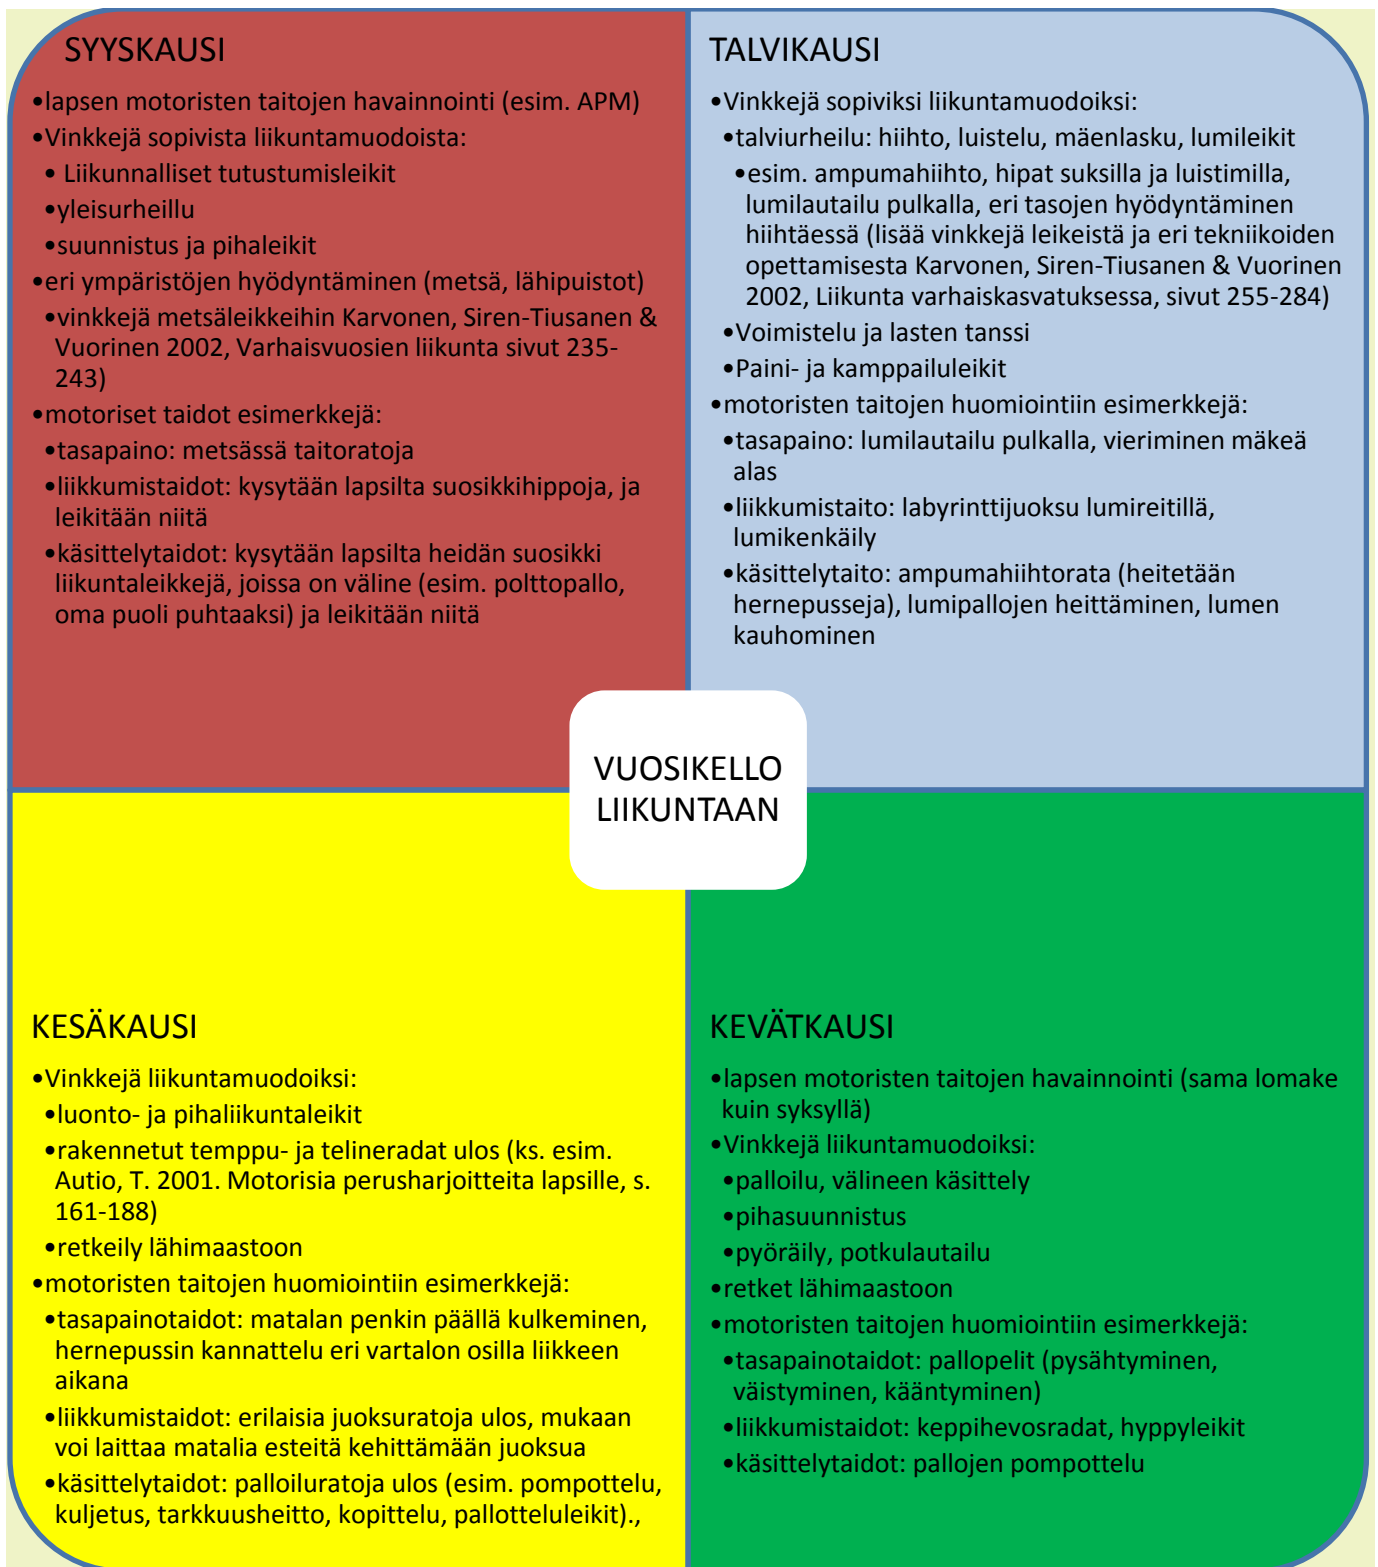 SYYSKAUSI
•lapsen motoristen taitojen havainnointi (esim. APM)
•Vinkkejä sopivista liikuntamuodoista:
• Liikunnalliset tutustumisleikit
•yleisurheillu
•suunnistus ja pihaleikit
•eri ympäristöjen hyödyntäminen (metsä, lähipuistot)
•vinkkejä metsäleikkeihin Karvonen, Siren-Tiusanen &
Vuorinen 2002, Varhaisvuosien liikunta sivut 235-
243)
•motoriset taidot esimerkkejä:
•tasapaino: metsässä taitoratoja
•liikkumistaidot: kysytään lapsilta suosikkihippoja, ja
leikitään niitä
•käsittelytaidot: kysytään lapsilta heidän suosikki
liikuntaleikkejä, joissa on väline (esim. polttopallo,
oma puoli puhtaaksi) ja leikitään niitä
TALVIKAUSI
•Vinkkejä sopiviksi liikuntamuodoiksi:
•talviurheilu: hiihto, luistelu, mäenlasku, lumileikit
•esim. ampumahiihto, hipat suksilla ja luistimilla,
lumilautailu pulkalla, eri tasojen hyödyntäminen
hiihtäessä (lisää vinkkejä leikeistä ja eri tekniikoiden
opettamisesta Karvonen, Siren-Tiusanen & Vuorinen
2002, Liikunta varhaiskasvatuksessa, sivut 255-284)
•Voimistelu ja lasten tanssi
•Paini- ja kamppailuleikit
•motoristen taitojen huomiointiin esimerkkejä:
•tasapaino: lumilautailu pulkalla, vieriminen mäkeä
alas
•liikkumistaito: labyrinttijuoksu lumireitillä,
lumikenkäily
•käsittelytaito: ampumahiihtorata (heitetään
hernepusseja), lumipallojen heittäminen, lumen
kauhominen
VUOSIKELLO
LIIKUNTAAN
KESÄKAUSI
•Vinkkejä liikuntamuodoiksi:
•luonto- ja pihaliikuntaleikit
•rakennetut temppu- ja telineradat ulos (ks. esim.
Autio, T. 2001. Motorisia perusharjoitteita lapsille, s.
161-188)
•retkeily lähimaastoon
•motoristen taitojen huomiointiin esimerkkejä:
•tasapainotaidot: matalan penkin päällä kulkeminen,
hernepussin kannattelu eri vartalon osilla liikkeen
aikana
•liikkumistaidot: erilaisia juoksuratoja ulos, mukaan
voi laittaa matalia esteitä kehittämään juoksua
•käsittelytaidot: palloiluratoja ulos (esim. pompottelu,
kuljetus, tarkkuusheitto, kopittelu, pallotteluleikit).,
KEVÄTKAUSI
•lapsen motoristen taitojen havainnointi (sama lomake
kuin syksyllä)
•Vinkkejä liikuntamuodoiksi:
•palloilu, välineen käsittely
•pihasuunnistus
•pyöräily, potkulautailu
•retket lähimaastoon
•motoristen taitojen huomiointiin esimerkkejä:
•tasapainotaidot: pallopelit (pysähtyminen,
väistyminen, kääntyminen)
•liikkumistaidot: keppihevosradat, hyppyleikit
•käsittelytaidot: pallojen pompottelu